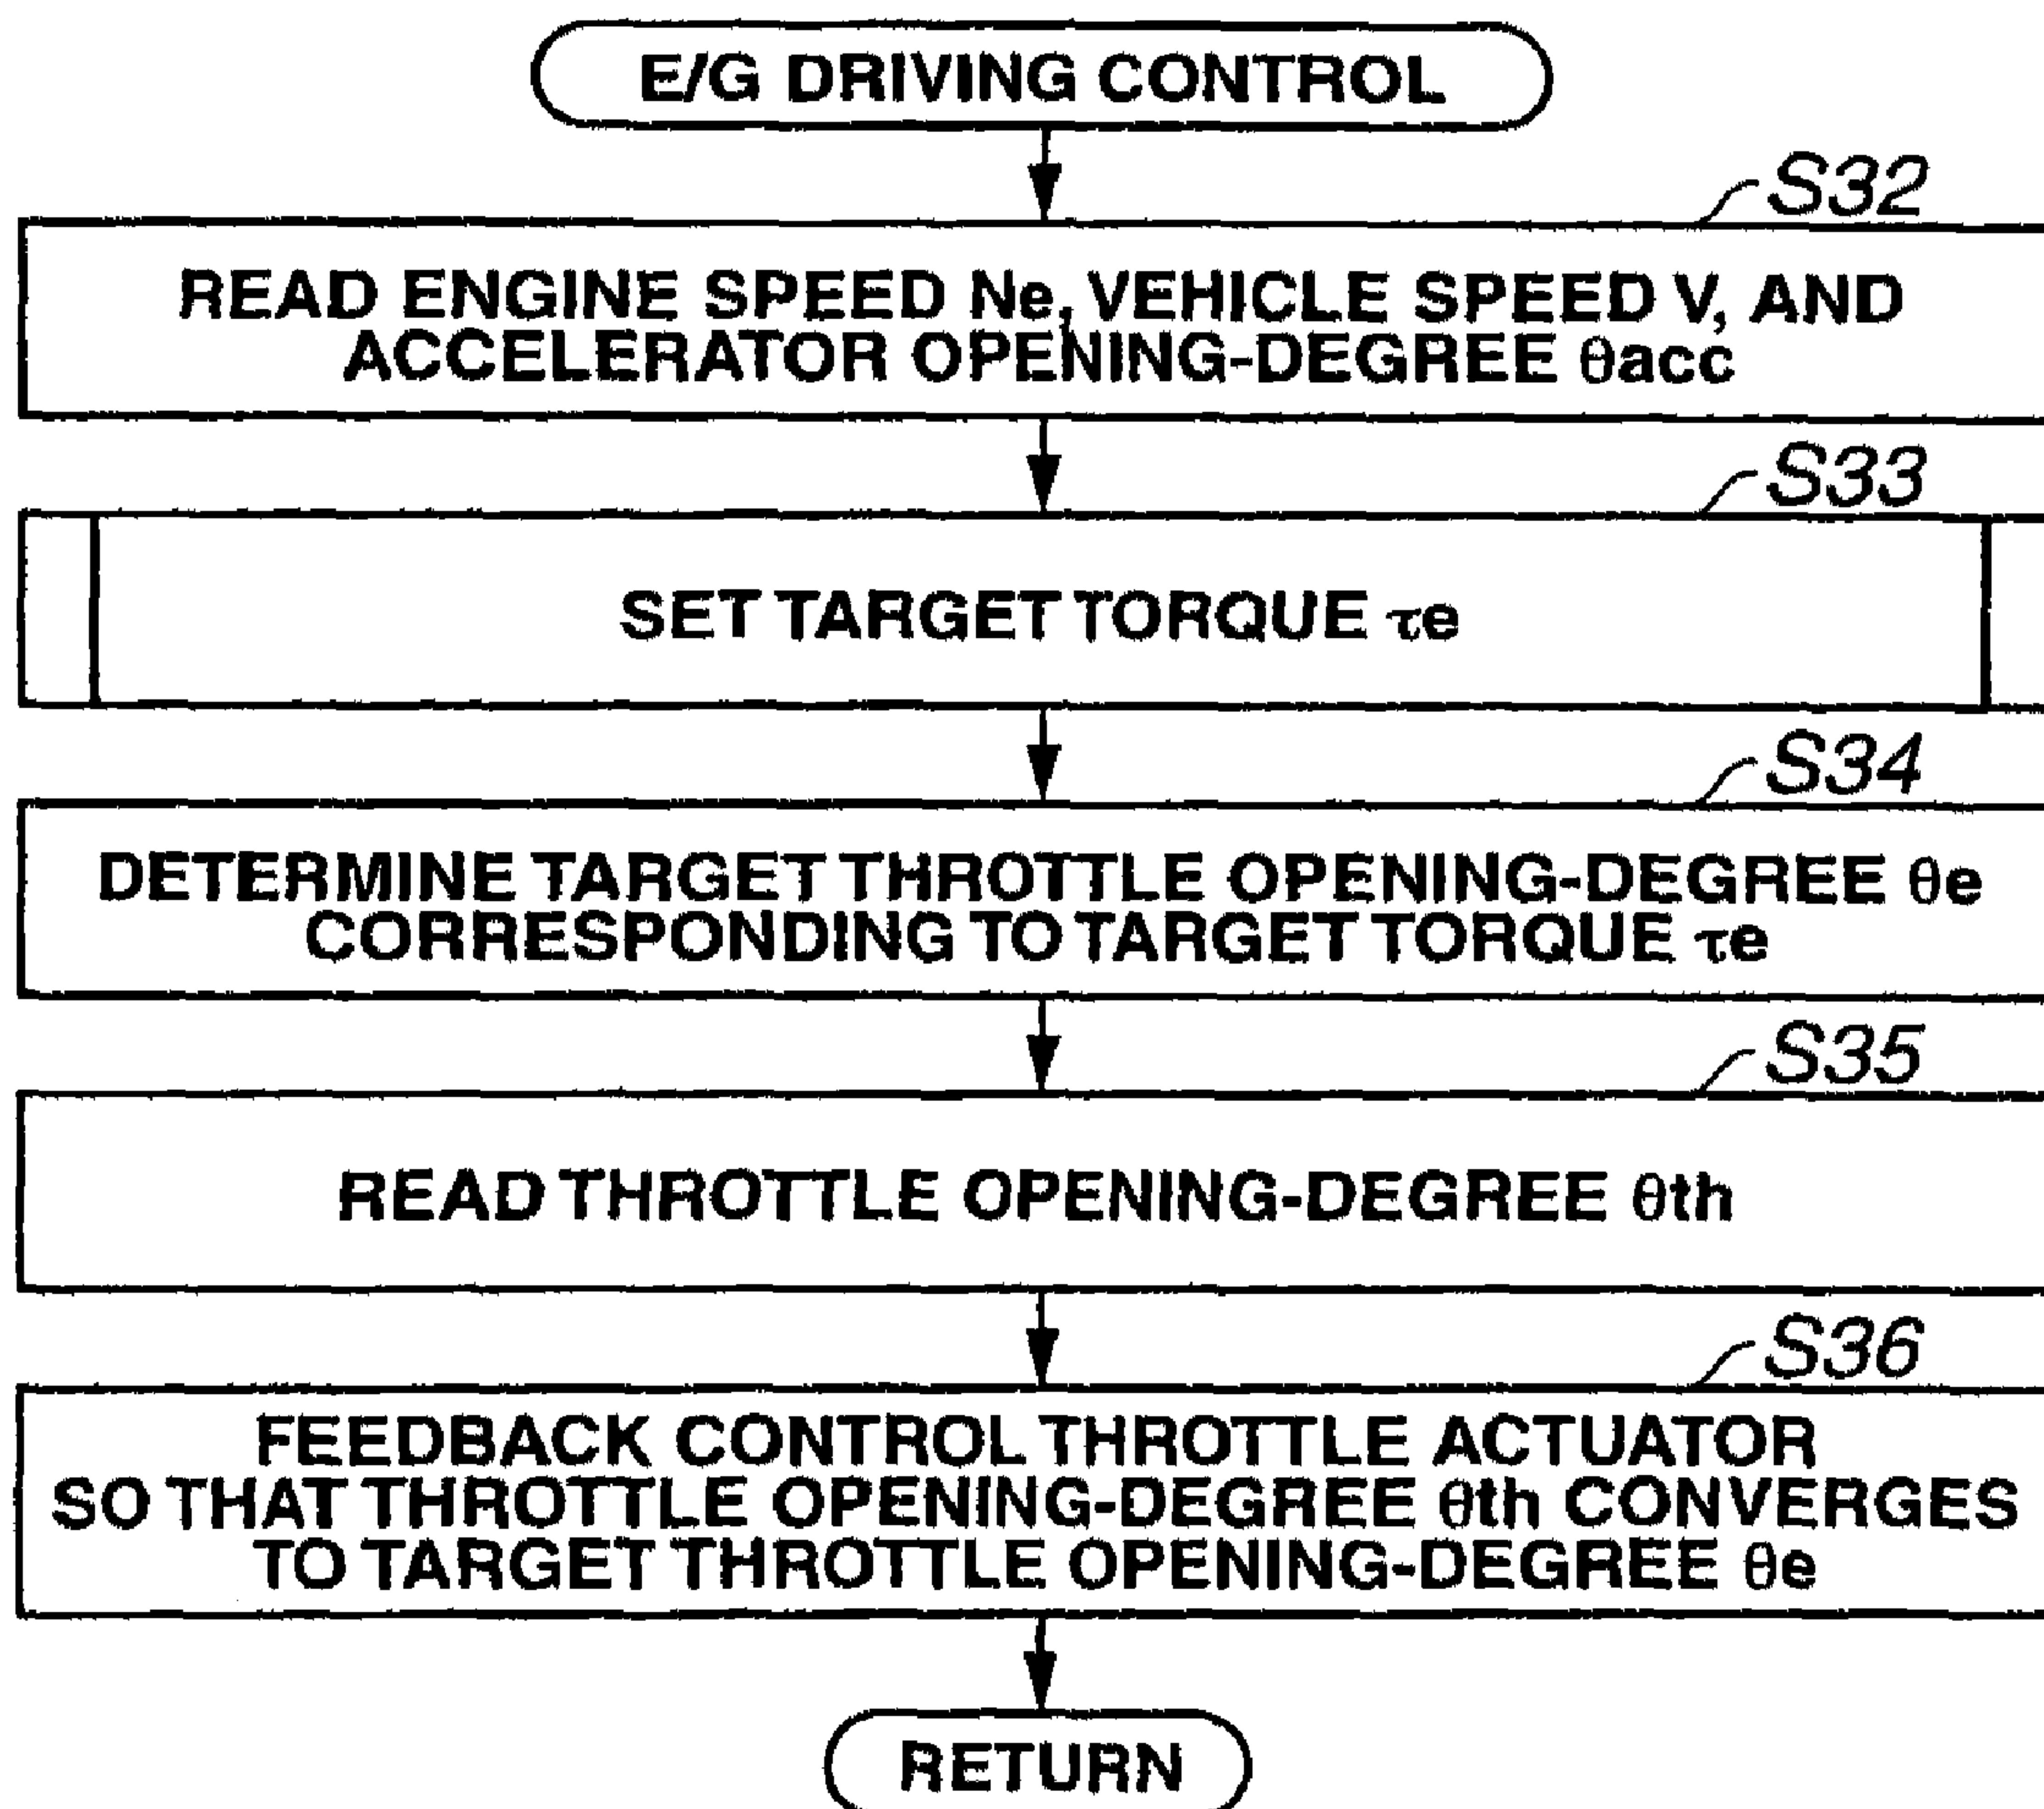 E/G DRIVING CONTROL
S32
READ ENGINE SPEED Ne, VEHICLE SPEED V, AND
ACCELERATOR OPENING-DEGREE θacc
S33
SET TARGET TORQUE τe
S34
DETERMINE TARGET THROTTLE OPENING-DEGREE θe
CORRESPONDING TO TARGET TORQUE τe
S35
READ THROTTLE OPENING-DEGREE θth
S36
FEEDBACK CONTROL THROTTLE ACTUATOR
SO THAT THROTTLE OPENING-DEGREE θth CONVERGES
TO TARGET THROTTLE OPENING-DEGREE θe
RETURN